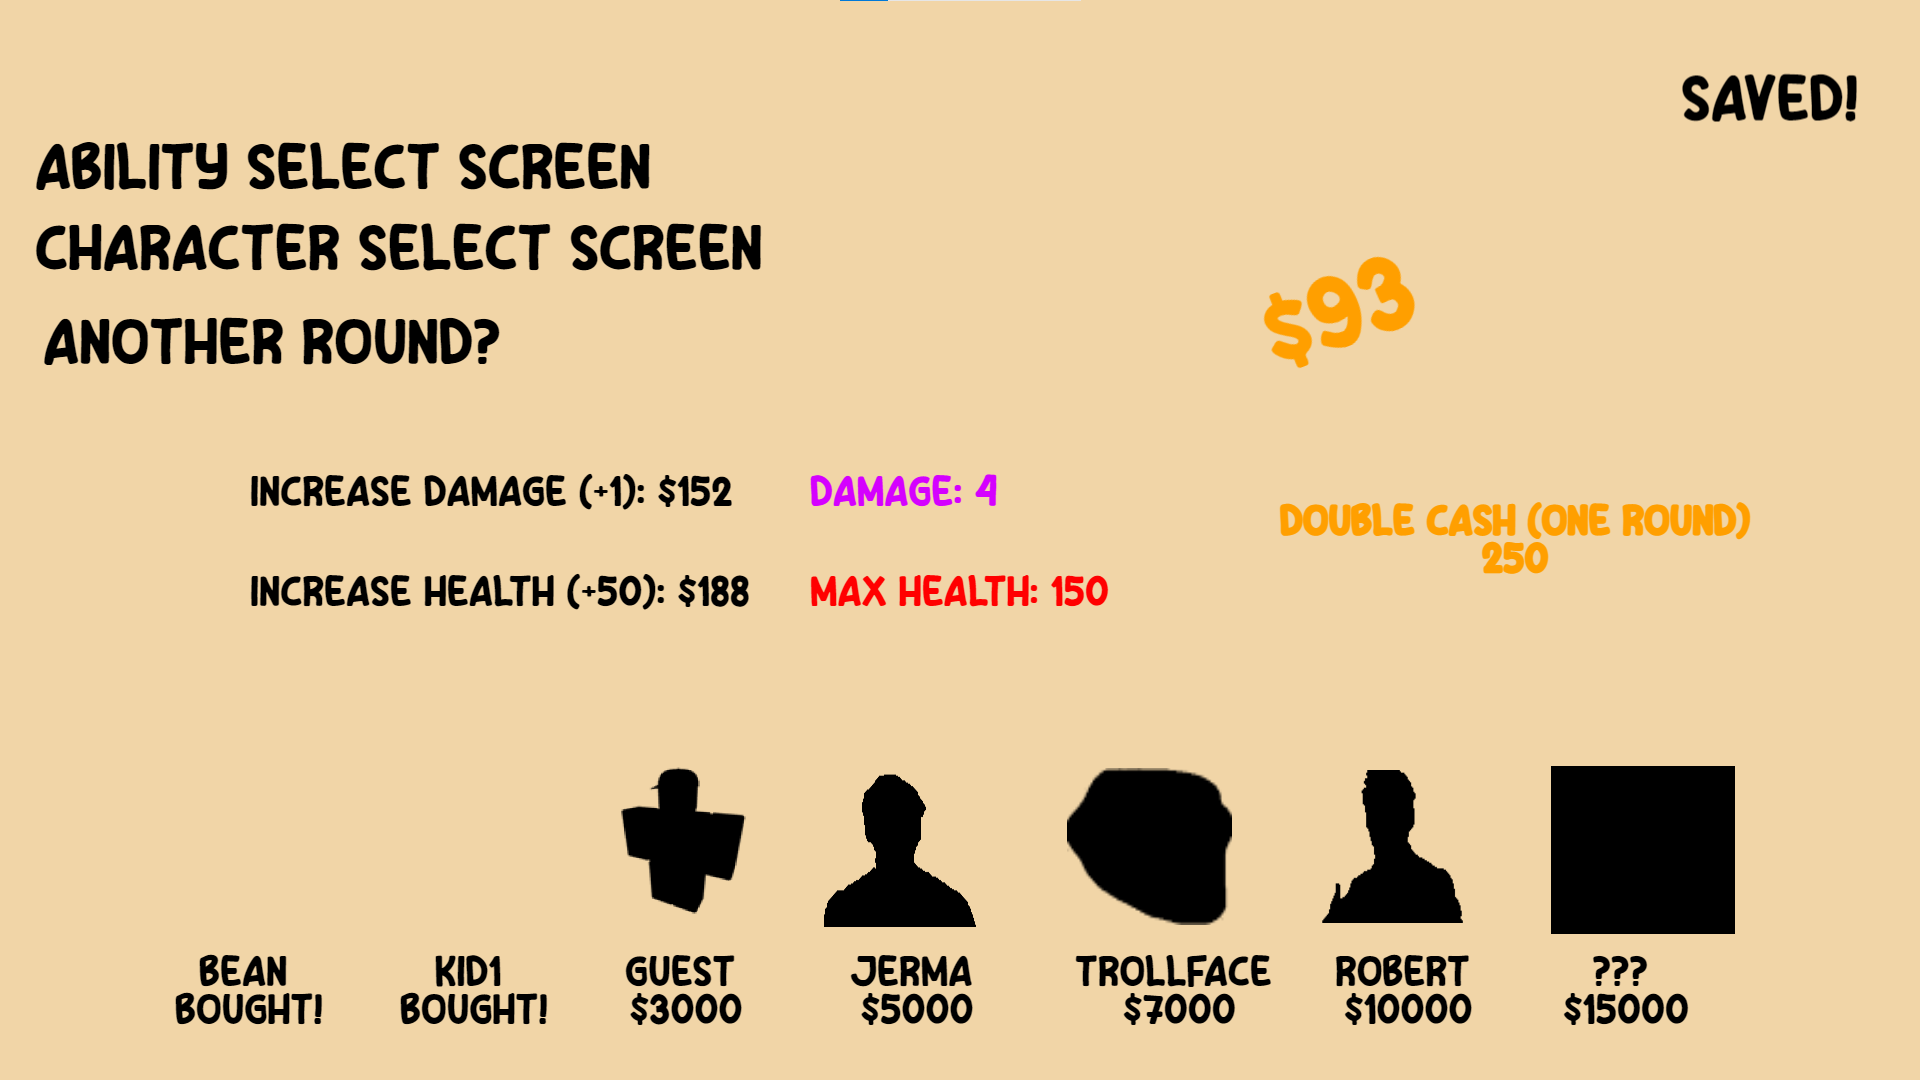 SAVED!
ABILITY SELECT SCREEN
CHARACTER SELECT SCREEN
ANOTHER ROUND?
$93
INCREASE DAMAGE (+1): $152
DAMAGE: 4
DOUBLE CASH (ONE ROUND)
250
INCREASE HEALTH (+50): $188
MAX HEALTH: 150
BEAN
BOUGHT!
KID1
BOUGHT!
GUEST
$3000
JERMA
$5000
TROLLFACE
$7000
ROBERT
$10000
???
$15000